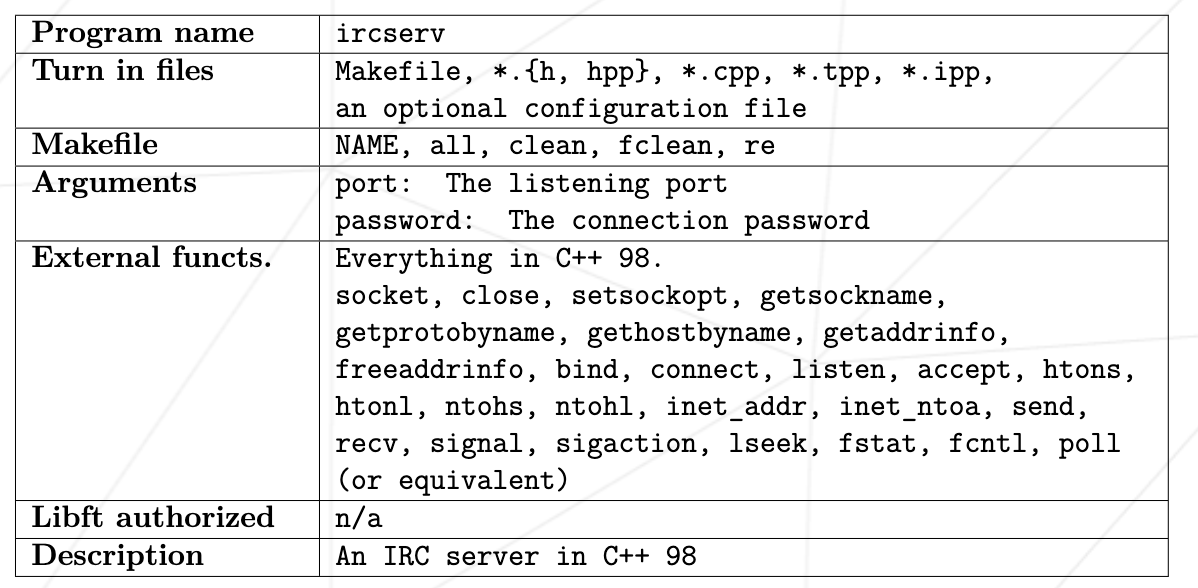 Program name ircserv
Turn in files Makefile, *.{h, hpp}, *.cpp, *.tpp, *.ipp,
an optional configuration file
Makefile NAME, all, clean, fclean, re
Arguments port: The listening port
password: The connection password
External functs. Everything in C++ 98.
socket, close, setsockopt, getsockname,
getprotobyname, gethostbyname, getaddrinfo,
freeaddrinfo, bind, connect, listen, accept, htons,
htonl, ntohs, ntohl, inet_addr, inet_ntoa, send,
recv, signal, sigaction, lseek, fstat, fcntl, poll
(or equivalent)
Libft authorized n/a
Description An IRC server in C++ 98